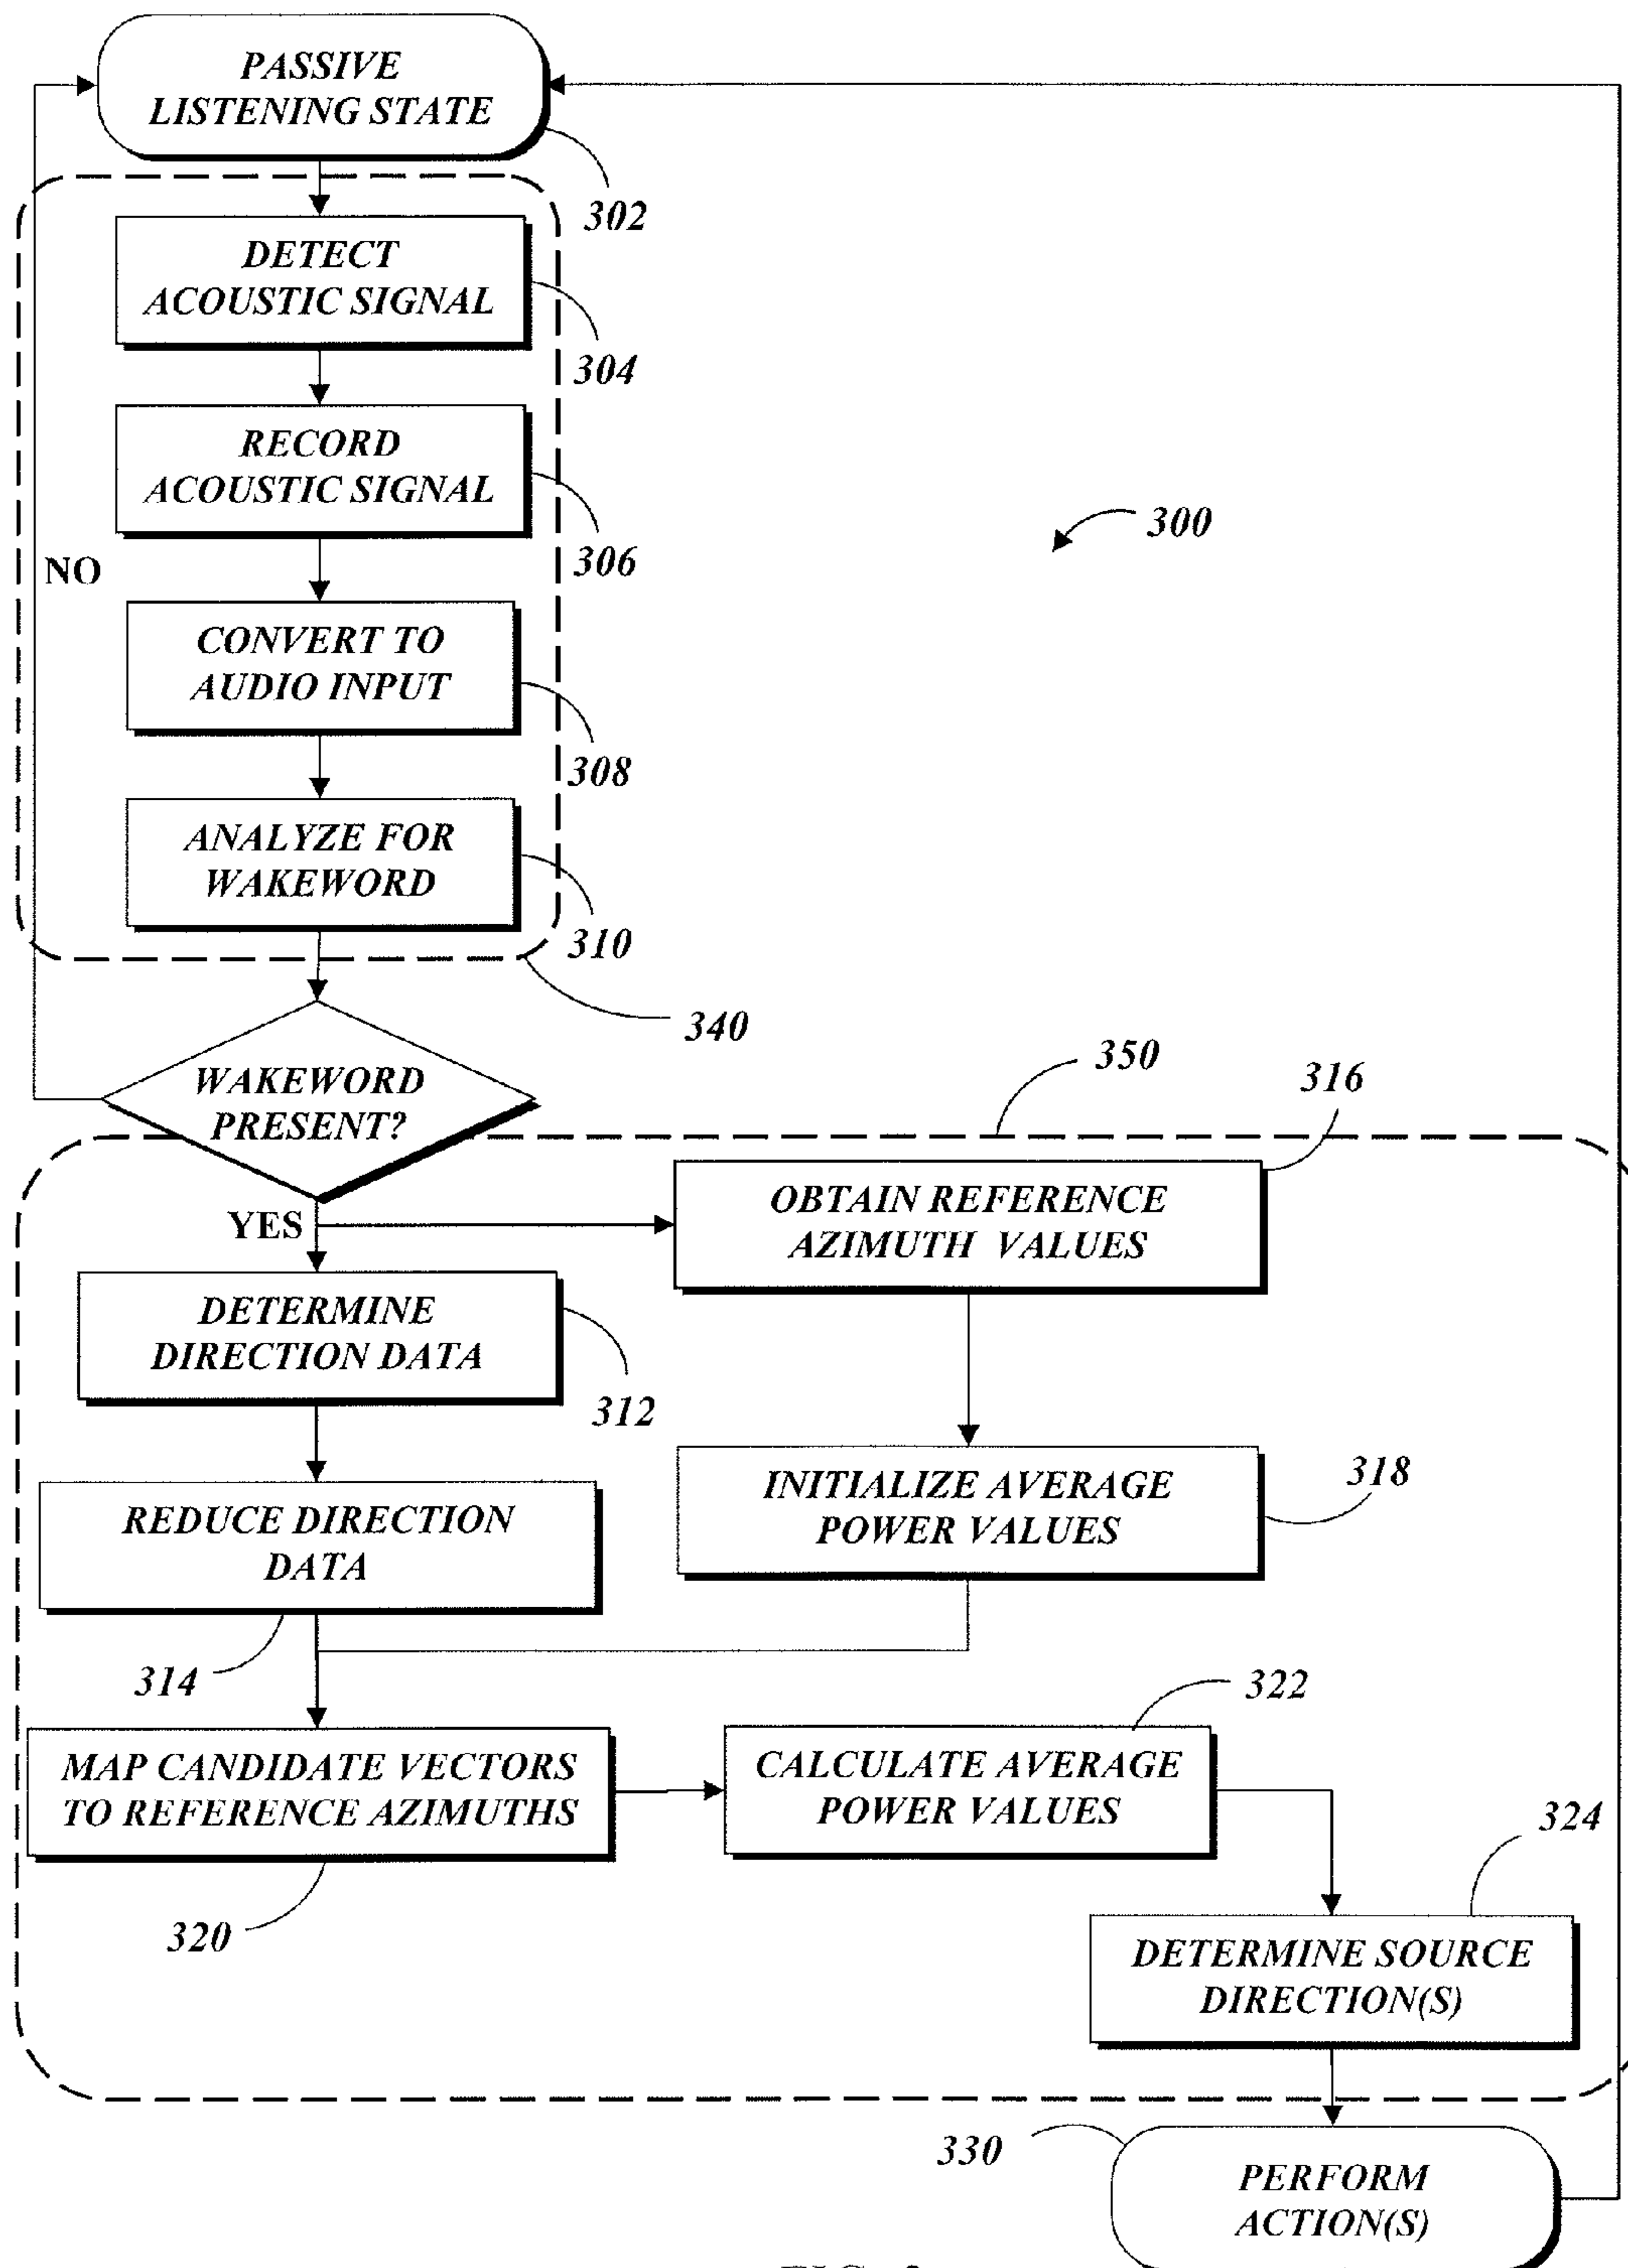 PASSIVE
LISTENING STATE
302
DETECT
ACOUSTIC SIGNAL
304
RECORD
ACOUSTIC SIGNAL
306
300
NO
CONVERT TO
AUDIO INPUT
308
ANALYZE FOR
WAKEWORD
310
340
WAKEWORD
PRESENT?
350
316
YES
OBTAIN REFERENCE
AZIMUTH VALUES
DETERMINE
DIRECTION DATA
312
INITIALIZE AVERAGE
POWER VALUES
318
REDUCE DIRECTION
DATA
314
322
MAP CANDIDATE VECTORS
TO REFERENCE AZIMUTHS
320
CALCULATE AVERAGE
POWER VALUES
324
DETERMINE SOURCE
DIRECTION(S)
330
PERFORM
ACTION(S)